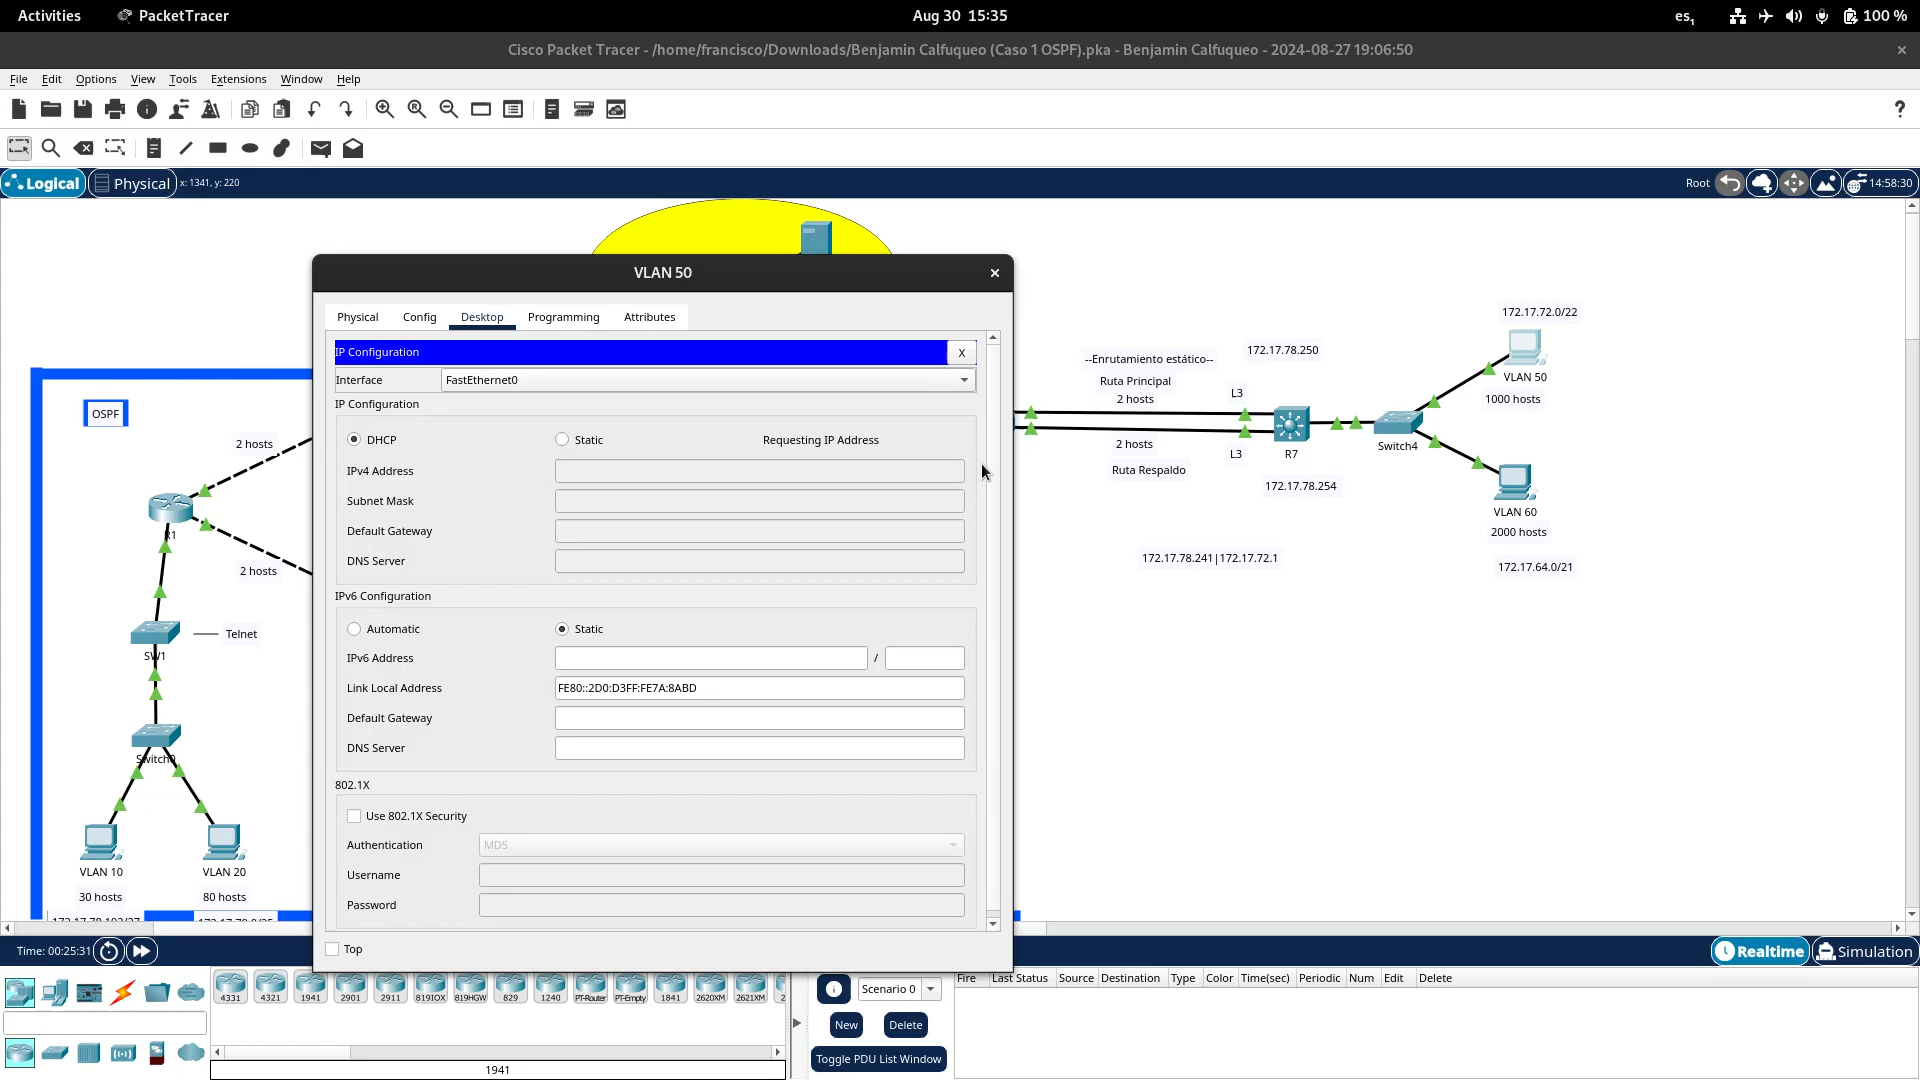 Activities PacketTracer Aug 30 15:35 es1 100 %
Cisco Packet Tracer - /home/francisco/Downloads/Benjamin Calfuqueo (Caso 1 OSPF).pka - Benjamin Calfuqueo - 2024-08-27 19:06:50
File Edit Options View Tools Extensions Window Help
Logical Physical x: 1341, y: 220 Root 14:58:30
VLAN 50
Physical Config Desktop Programming Attributes
IP Configuration X
Interface FastEthernet0
IP Configuration
DHCP Static Requesting IP Address
IPv4 Address
Subnet Mask
Default Gateway
DNS Server
IPv6 Configuration
Automatic Static
IPv6 Address /
Link Local Address FE80::2D0:D3FF:FE7A:8ABD
Default Gateway
DNS Server
802.1X
Use 802.1X Security
Authentication MD5
Username
Password
Top
OSPF
2 hosts
R1
2 hosts
SW1
Telnet
Switch0
VLAN 10
VLAN 20
30 hosts
80 hosts
172.17.72.0/22
172.17.78.250
--Enrutamiento estático--
Ruta Principal
2 hosts
L3
VLAN 50
1000 hosts
Switch4
2 hosts
L3
R7
Ruta Respaldo
172.17.78.254
VLAN 60
2000 hosts
172.17.78.241|172.17.72.1
172.17.64.0/21
Time: 00:25:31
Realtime Simulation
4331 4321 1941 2901 2911 819IOX 819HGW 829 1240 PT-Router PT-Empty 1841 2620XM 2621XM 2
1941
Scenario 0
New Delete
Toggle PDU List Window
Fire Last Status Source Destination Type Color Time(sec) Periodic Num Edit Delete